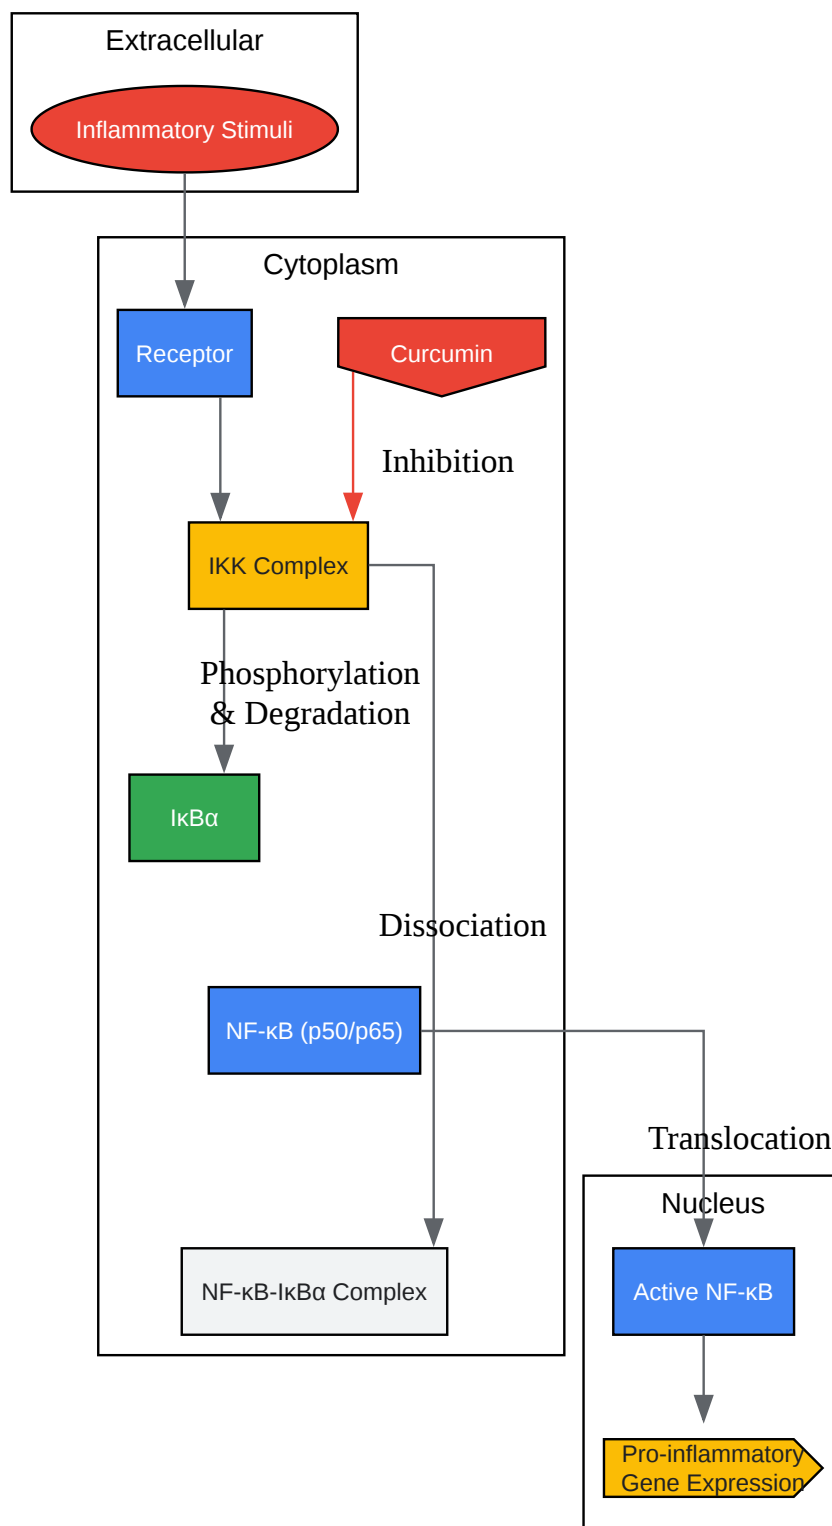 Extracellular
Inflammatory Stimuli
Cytoplasm
Receptor
Curcumin
Inhibition
IKK Complex
Phosphorylation
& Degradation
IκBα
Dissociation
NF-κB (p50/p65)
Translocation
Nucleus
NF-κB-IκBα Complex
Active NF-κB
Pro-inflammatory
Gene Expression